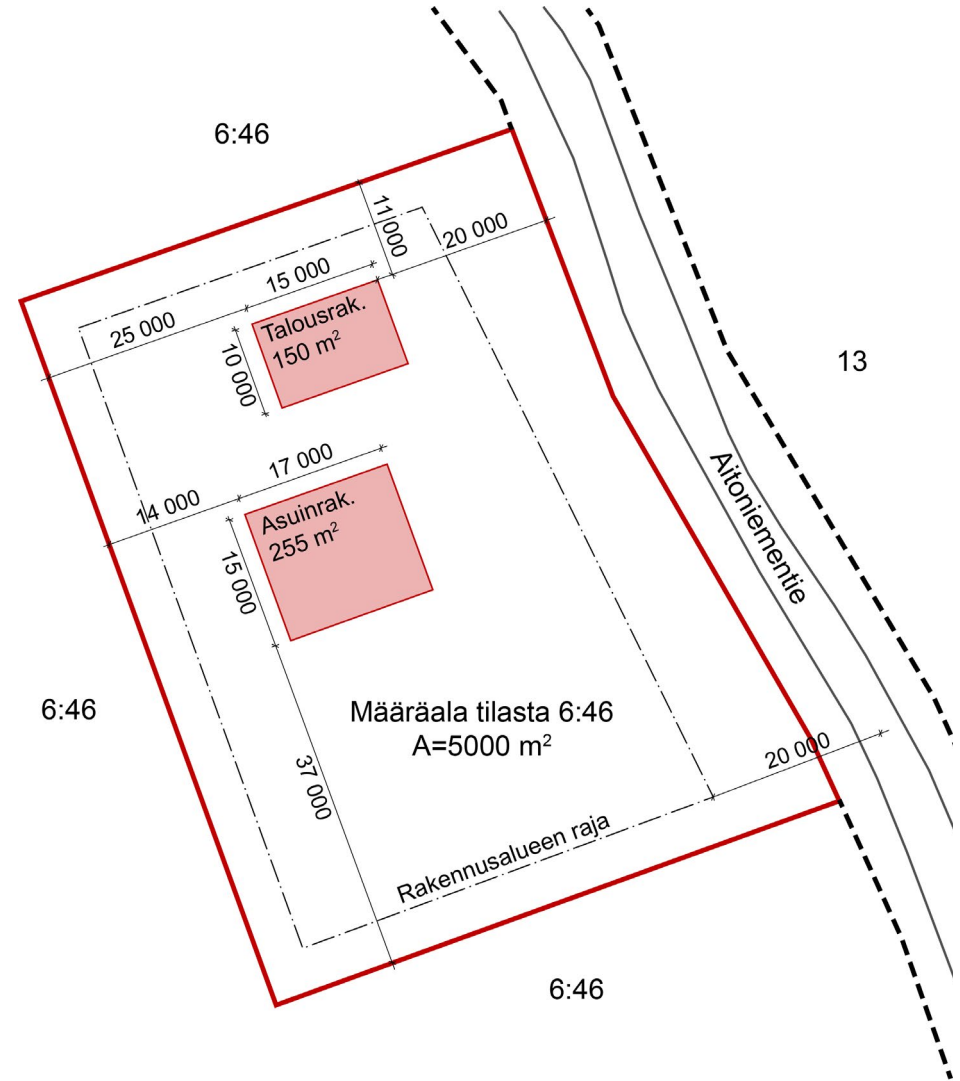 6:46
11 000
20 000
15 000
25 000
Talousrak.
150 m²
10 000
13
17 000
14 000
Asuinrak.
255 m²
15 000
Aitoniementie
6:46
Määräala tilasta 6:46
A=5000 m²
20 000
37 000
Rakennusalueen raja
6:46